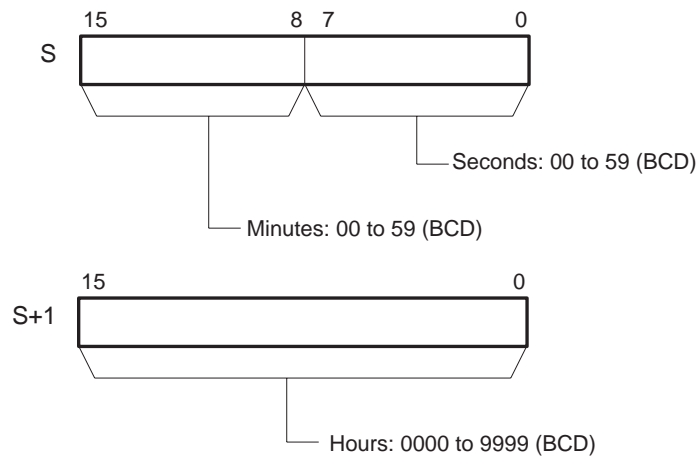 15 8 7 0
S
Seconds: 00 to 59 (BCD)
Minutes: 00 to 59 (BCD)
15 0
S+1
Hours: 0000 to 9999 (BCD)